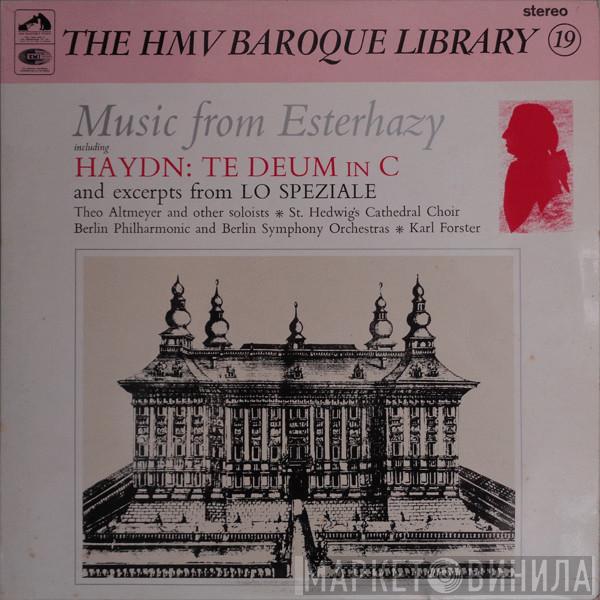 stereo
THE HMV BAROQUE LIBRARY 19
EMI
Music from Esterhazy
including
HAYDN: TE DEUM IN C
and excerpts from LO SPEZIALE
Theo Altmeyer and other soloists * St. Hedwig's Cathedral Choir
Berlin Philharmonic and Berlin Symphony Orchestras * Karl Forster
МАРКЕТ ВИНИЛА